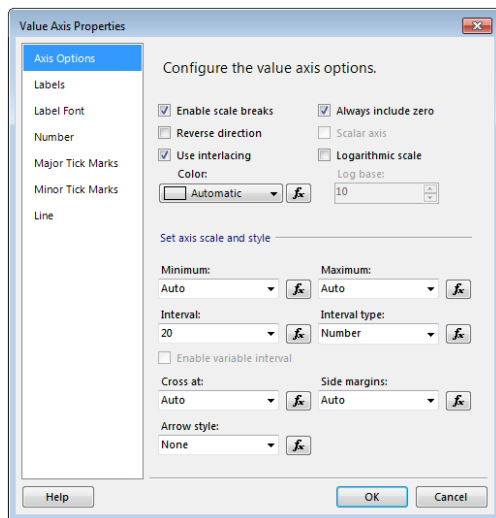 Value Axis Properties
Axis Options
Labels
Label Font
Number
Major Tick Marks
Minor Tick Marks
Line
Configure the value axis options.
Enable scale breaks
Always include zero
Reverse direction
Scalar axis
Use interlacing
Logarithmic scale
Color:
Log base:
Automatic
fx
10
Set axis scale and style
Minimum:
Maximum:
Auto
fx
Auto
fx
Interval:
Interval type:
20
fx
Number
fx
Enable variable interval
Cross at:
Side margins:
Auto
fx
Auto
fx
Arrow style:
None
fx
Help
OK
Cancel